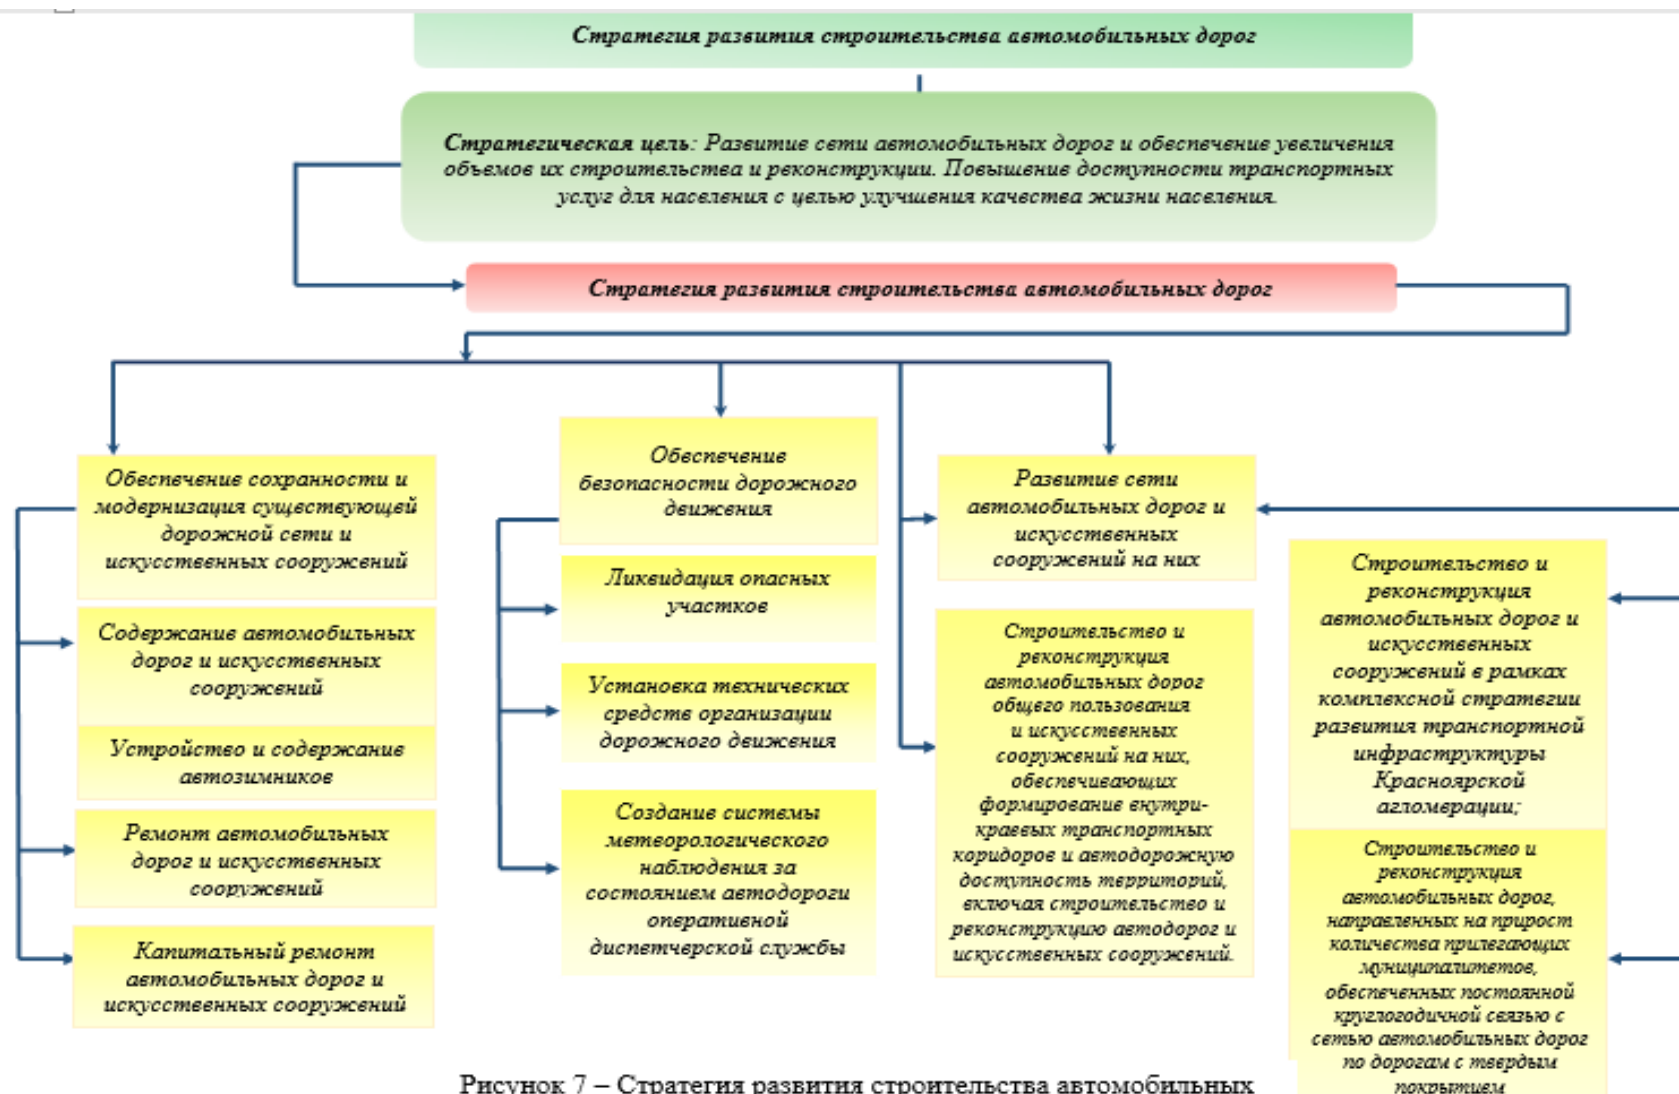 Стратегия развития строительства автомобильных дорог
Стратегическая цель: Развитие сети автомобильных дорог и обеспечение увеличения
объемов их строительства и реконструкции. Повышение доступности транспортных
услуг для населения с целью улучшения качества жизни населения.
Стратегия развития строительства автомобильных дорог
Обеспечение сохранности и
модернизация существующей
дорожной сети и
искусственных сооружений
Содержание автомобильных
дорог и искусственных
сооружений
Устройство и содержание
автозимников
Ремонт автомобильных
дорог и искусственных
сооружений
Капитальный ремонт
автомобильных дорог и
искусственных сооружений
Обеспечение
безопасности дорожного
движения
Ликвидация опасных
участков
Установка технических
средств организации
дорожного движения
Создание системы
метеорологического
наблюдения за
состоянием автодороги
оперативной
диспетчерской службы
Развитие сети
автомобильных дорог и
искусственных
сооружений на них
Строительство и
реконструкция
автомобильных дорог
общего пользования
и искусственных
сооружений на них,
обеспечивающих
формирование внутри-
краевых транспортных
коридоров и автодорожную
доступность территорий,
включая строительство и
реконструкцию автодорог и
искусственных сооружений.
Строительство и
реконструкция
автомобильных дорог и
искусственных
сооружений в рамках
комплексной стратегии
развития транспортной
инфраструктуры
Красноярской
агломерации;
Строительство и
реконструкция
автомобильных дорог,
направленных на прирост
количества прилегающих
муниципалитетов,
обеспеченных постоянной
круглогодичной связью с
сетью автомобильных дорог
по дорогам с твердым
покрытием
Рисунок 7 – Стратегия развития строительства автомобильных